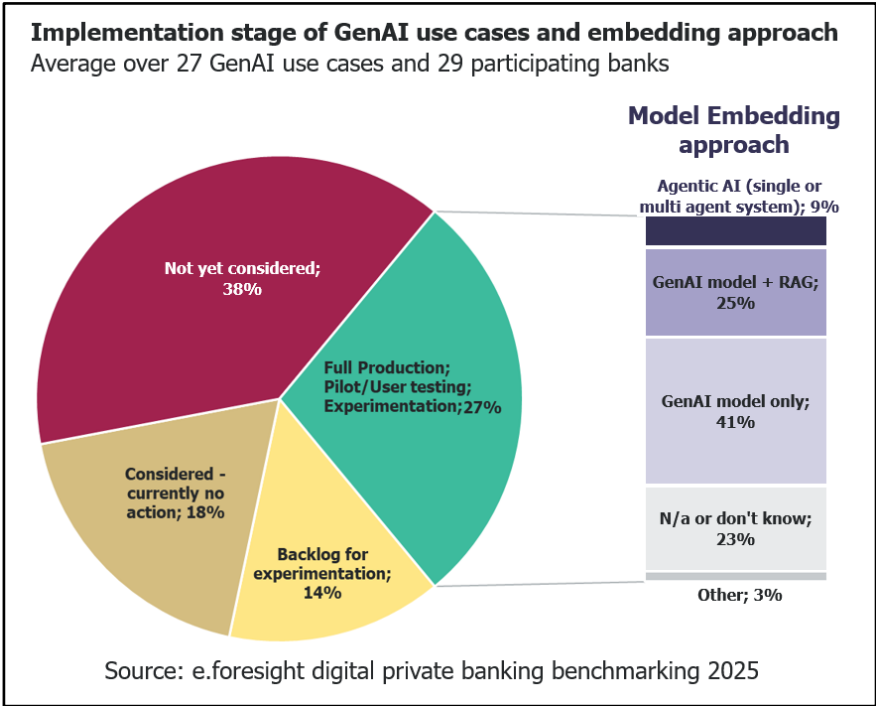 Implementation stage of GenAI use cases and embedding approach
Average over 27 GenAI use cases and 29 participating banks
Model Embedding
approach
Agentic AI (single or
multi agent system); 9%
Not yet considered;
38%
GenAI model + RAG;
25%
Full Production;
Pilot/User testing;
Experimentation;27%
GenAI model only;
41%
Considered -
currently no
action; 18%
N/a or don't know;
23%
Backlog for
experimentation;
14%
Other; 3%
Source: e.foresight digital private banking benchmarking 2025